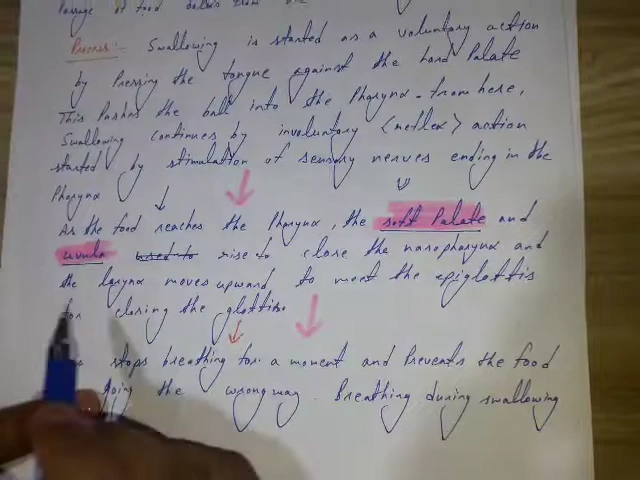 Passage of food
Process:- Swallowing is started as a voluntary action
by Pressing the tongue against the hard Palate
This Pushes the ball into the Pharynx. from here,
Swallowing continues by involuntary <reflex> action
started by stimulation of sensory nerves ending in the
Pharynx
As the food reaches the Pharynx, the soft Palate and
uvula used to rise to close the nasopharynx and
the larynx moves upward to meet the epiglottis
for closing the glottis.
stops breathing for a moment and Prevents the food
going the wrong way. Breathing during swallowing